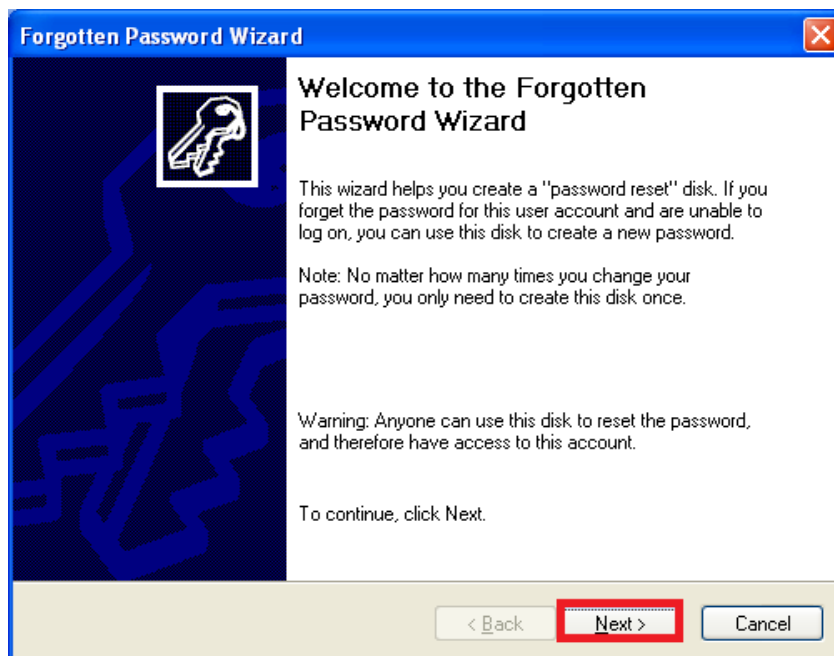 Forgotten Password Wizard
Welcome to the Forgotten
Password Wizard
This wizard helps you create a "password reset" disk. If you
forget the password for this user account and are unable to
log on, you can use this disk to create a new password.
Note: No matter how many times you change your
password, you only need to create this disk once.
Warning: Anyone can use this disk to reset the password,
and therefore have access to this account.
To continue, click Next.
< Back
Next >
Cancel